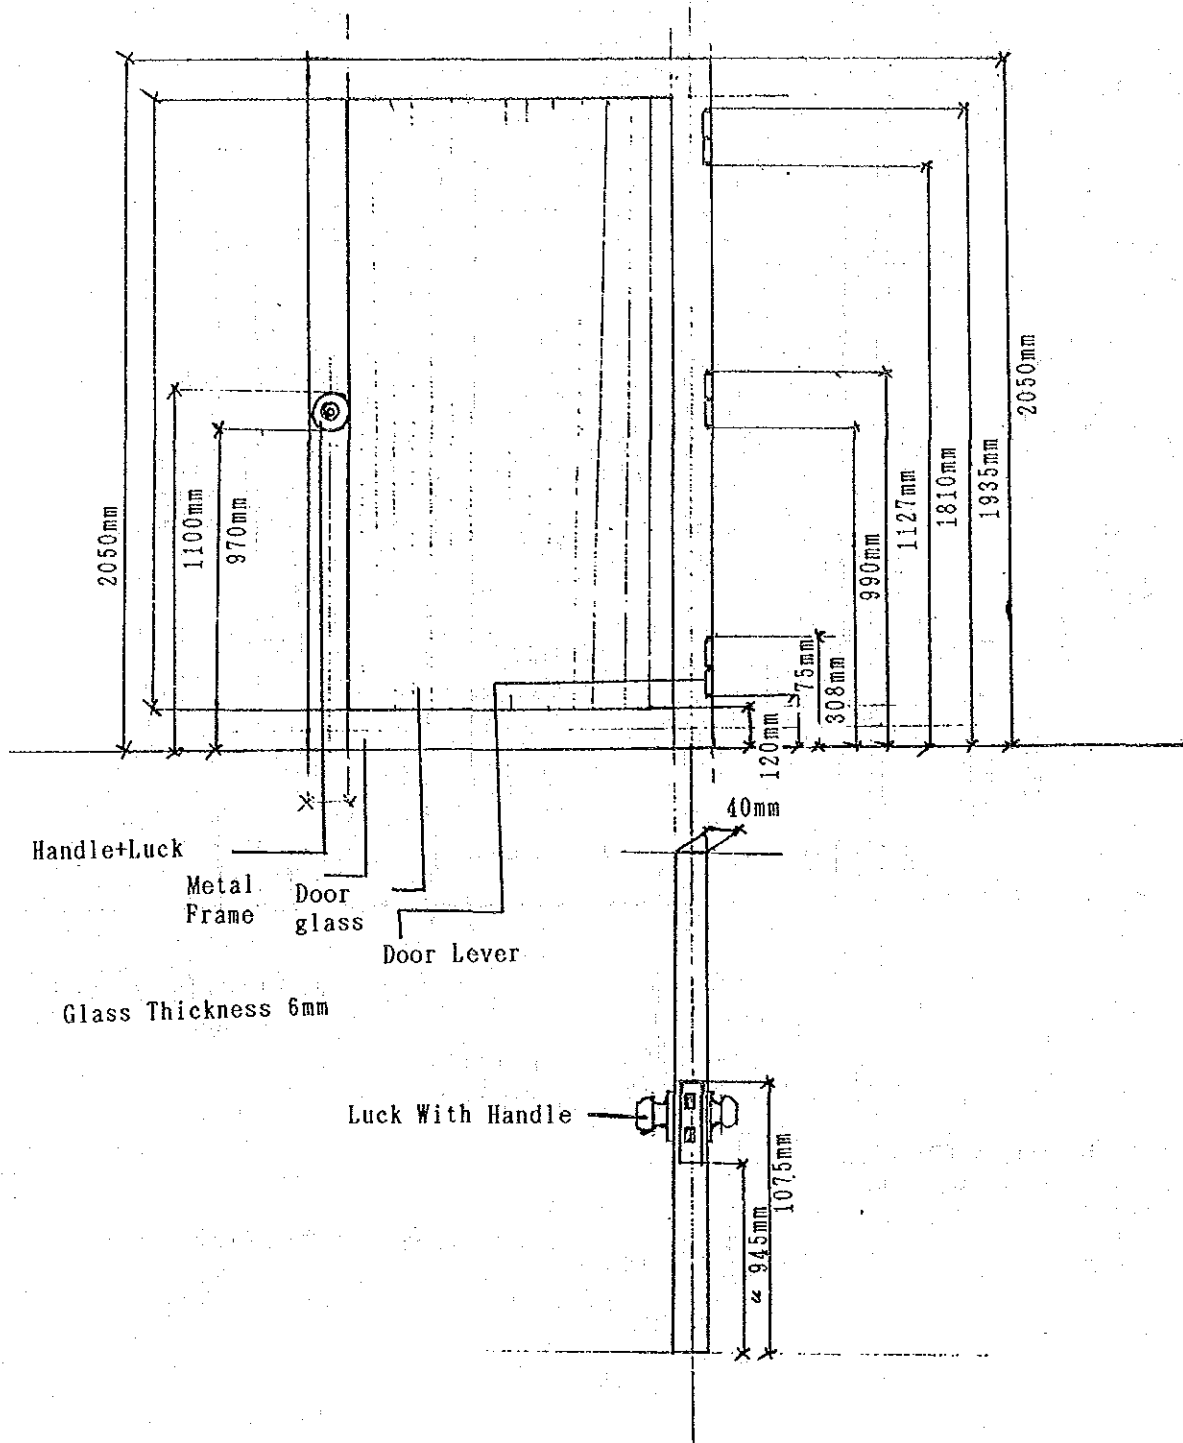 2050mm
1100mm
970mm
2050mm
1935mm
1810mm
1127mm
990mm
308mm
75mm
120mm
40mm
Handle+Luck
Metal
Frame
Door
glass
Door Lever
Glass Thickness 6mm
Luck With Handle
1075mm
945mm